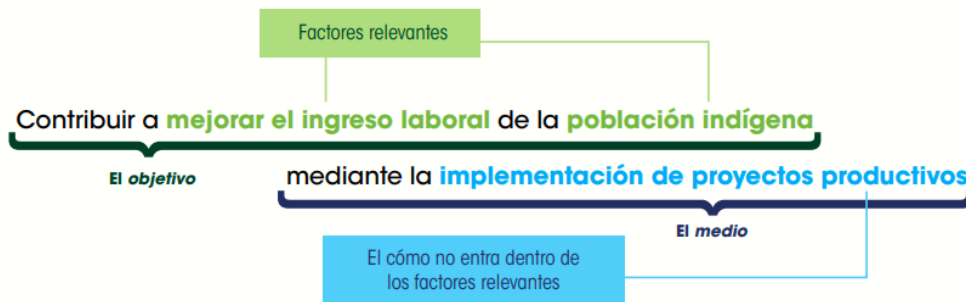 Factores relevantes
Contribuir a mejorar el ingreso laboral de la población indígena
El objetivo
mediante la implementación de proyectos productivos
El medio
El cómo no entra dentro de
los factores relevantes